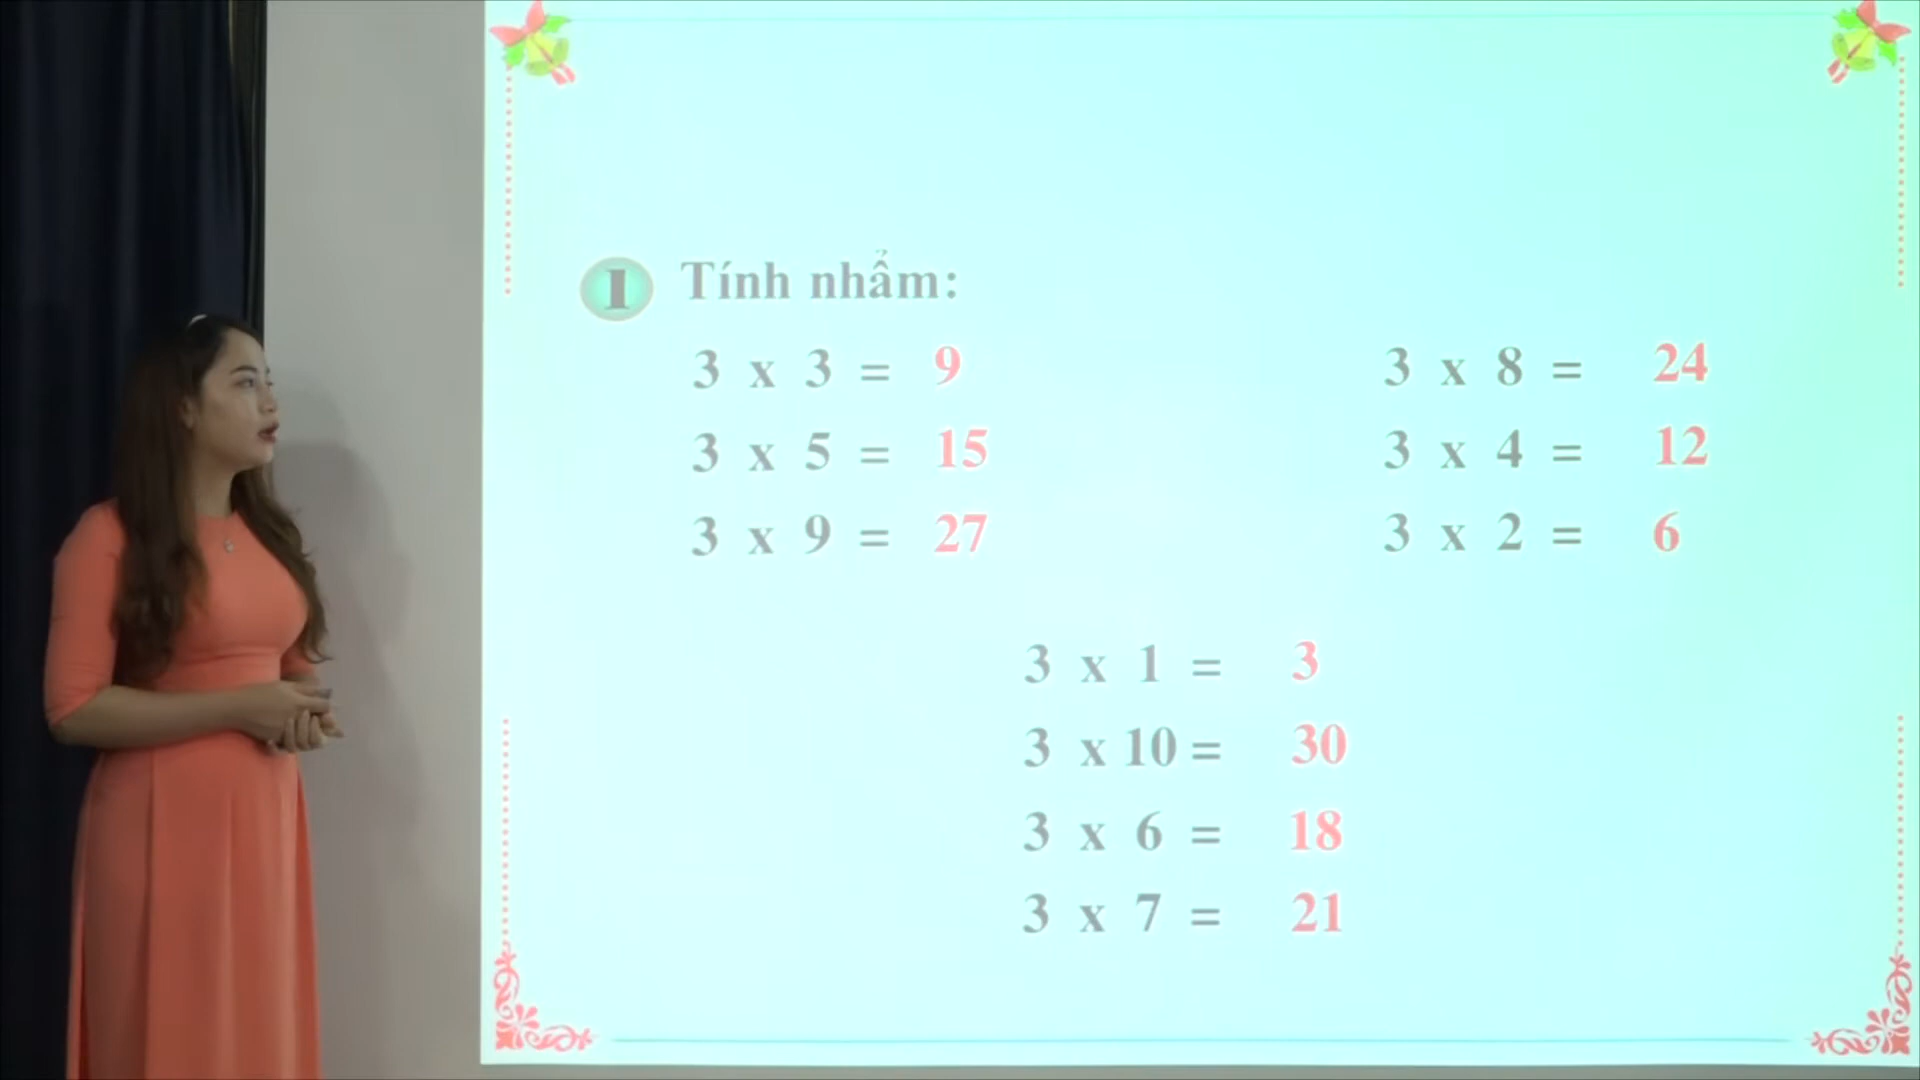 1 Tính nhẩm:
3 x 3 = 9
3 x 5 = 15
3 x 9 = 27
3 x 8 = 24
3 x 4 = 12
3 x 2 = 6
3 x 1 = 3
3 x 10 = 30
3 x 6 = 18
3 x 7 = 21